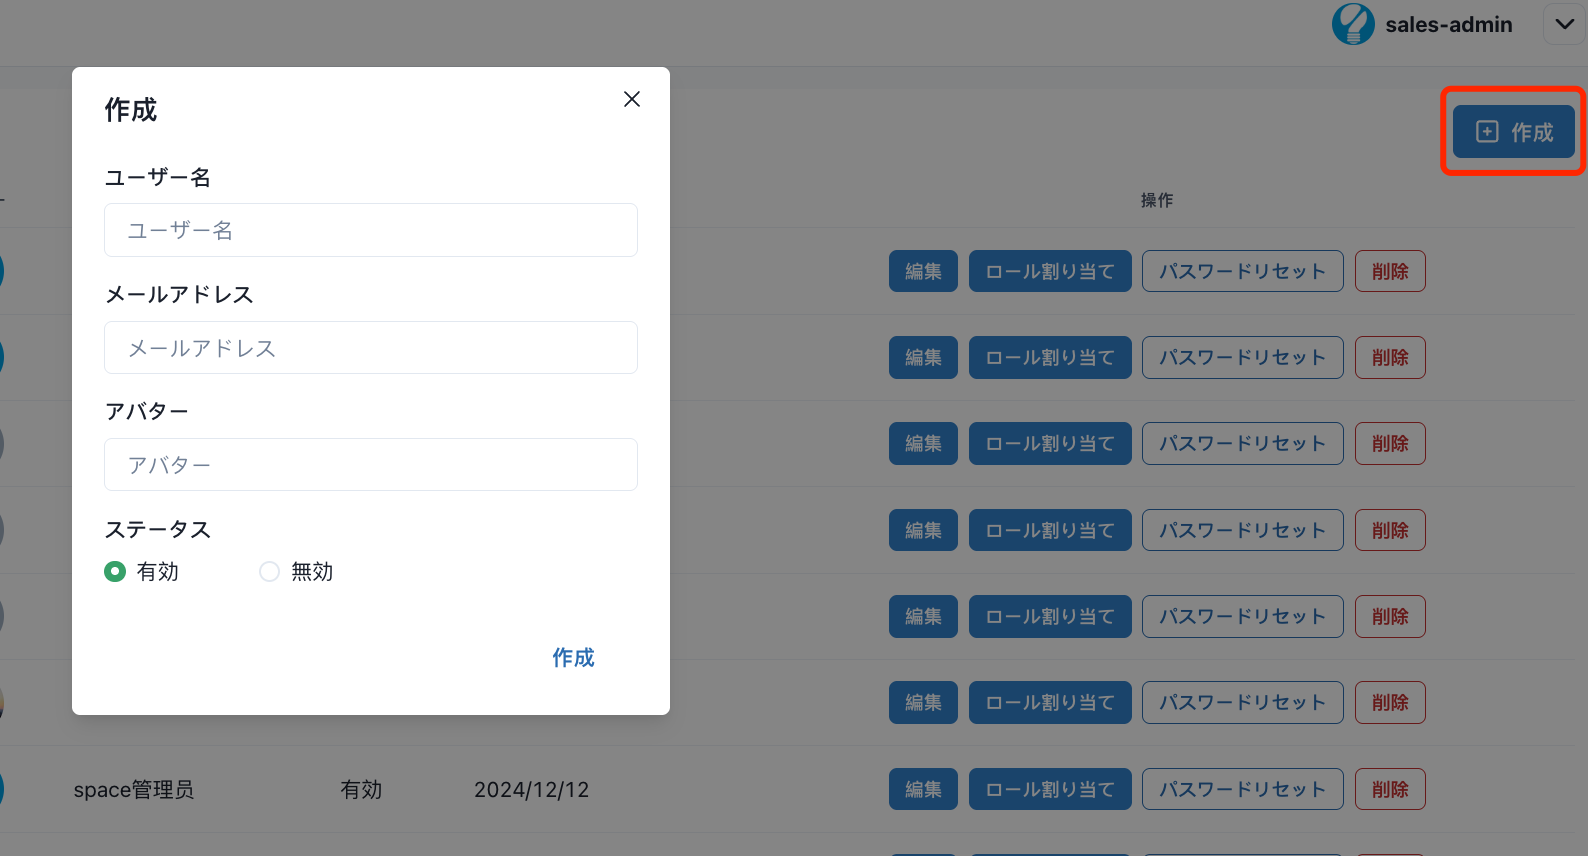 sales-admin
作成
作成
ユーザー名
ユーザー名
メールアドレス
メールアドレス
アバター
アバター
ステータス
有効 無効
作成
操作
編集 ロール割り当て パスワードリセット 削除
編集 ロール割り当て パスワードリセット 削除
編集 ロール割り当て パスワードリセット 削除
編集 ロール割り当て パスワードリセット 削除
編集 ロール割り当て パスワードリセット 削除
編集 ロール割り当て パスワードリセット 削除
space管理员 有効 2024/12/12 編集 ロール割り当て パスワードリセット 削除